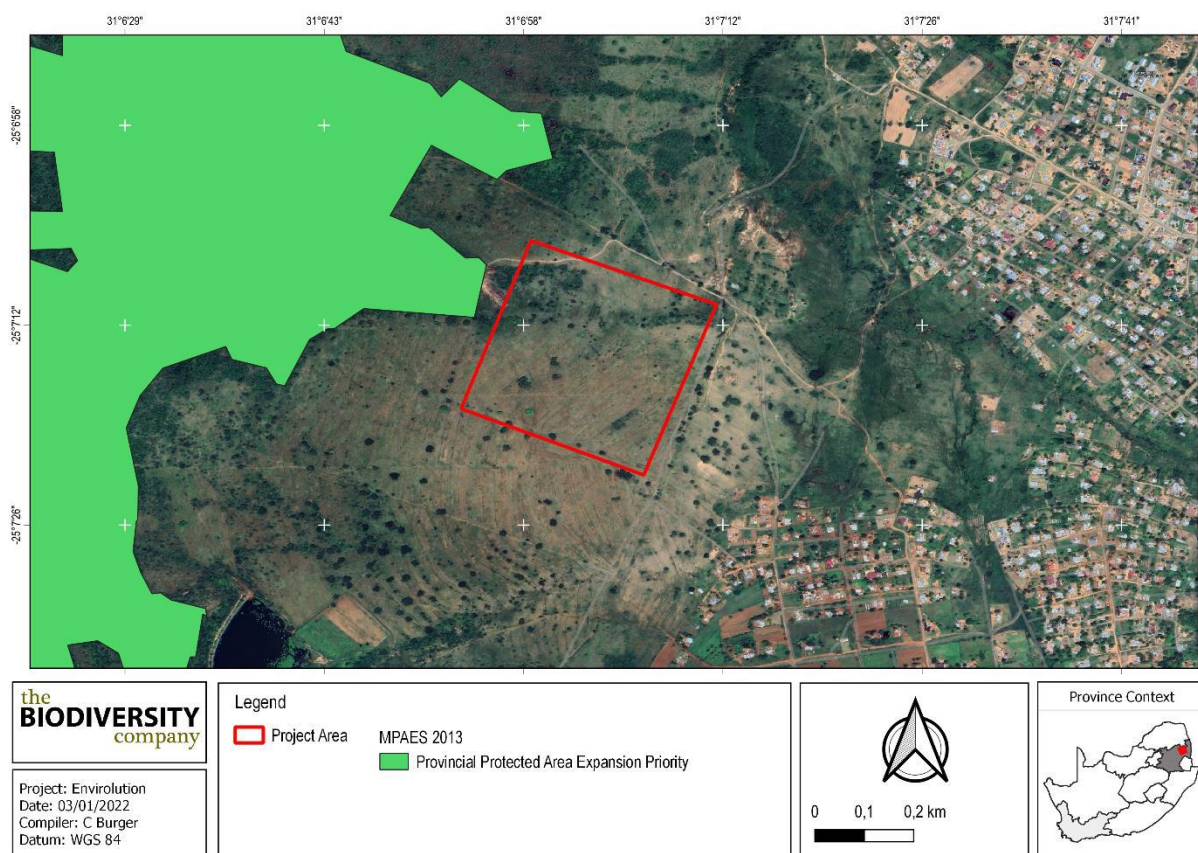 31°6'29" 31°6'43" 31°6'58" 31°7'12" 31°7'26" 31°7'41"
-25°6'58"
-25°7'12"
-25°7'26"
the
BIODIVERSITY
company
Project: Envirolution
Date: 03/01/2022
Compiler: C Burger
Datum: WGS 84
Legend
Project Area
MPAES 2013
Provincial Protected Area Expansion Priority
0 0,1 0,2 km
Province Context